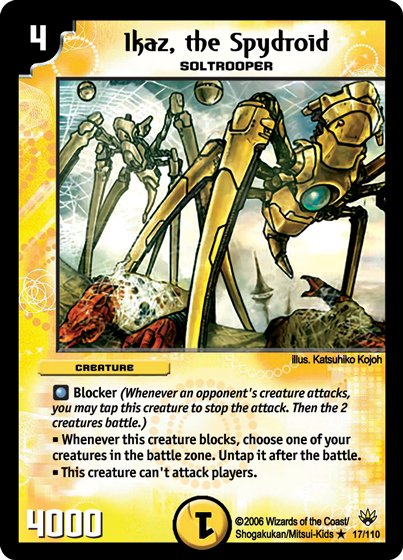 4
Ikaz, the Spydroid
SOLTROOPER
illus. Katsuhiko Kojoh
CREATURE
Blocker (Whenever an opponent's creature attacks,
you may tap this creature to stop the attack. Then the 2
creatures battle.)
▪ Whenever this creature blocks, choose one of your
creatures in the battle zone. Untap it after the battle.
▪ This creature can't attack players.
4000
1
©2006 Wizards of the Coast/
Shogakukan/Mitsui-Kids ★ 17/110